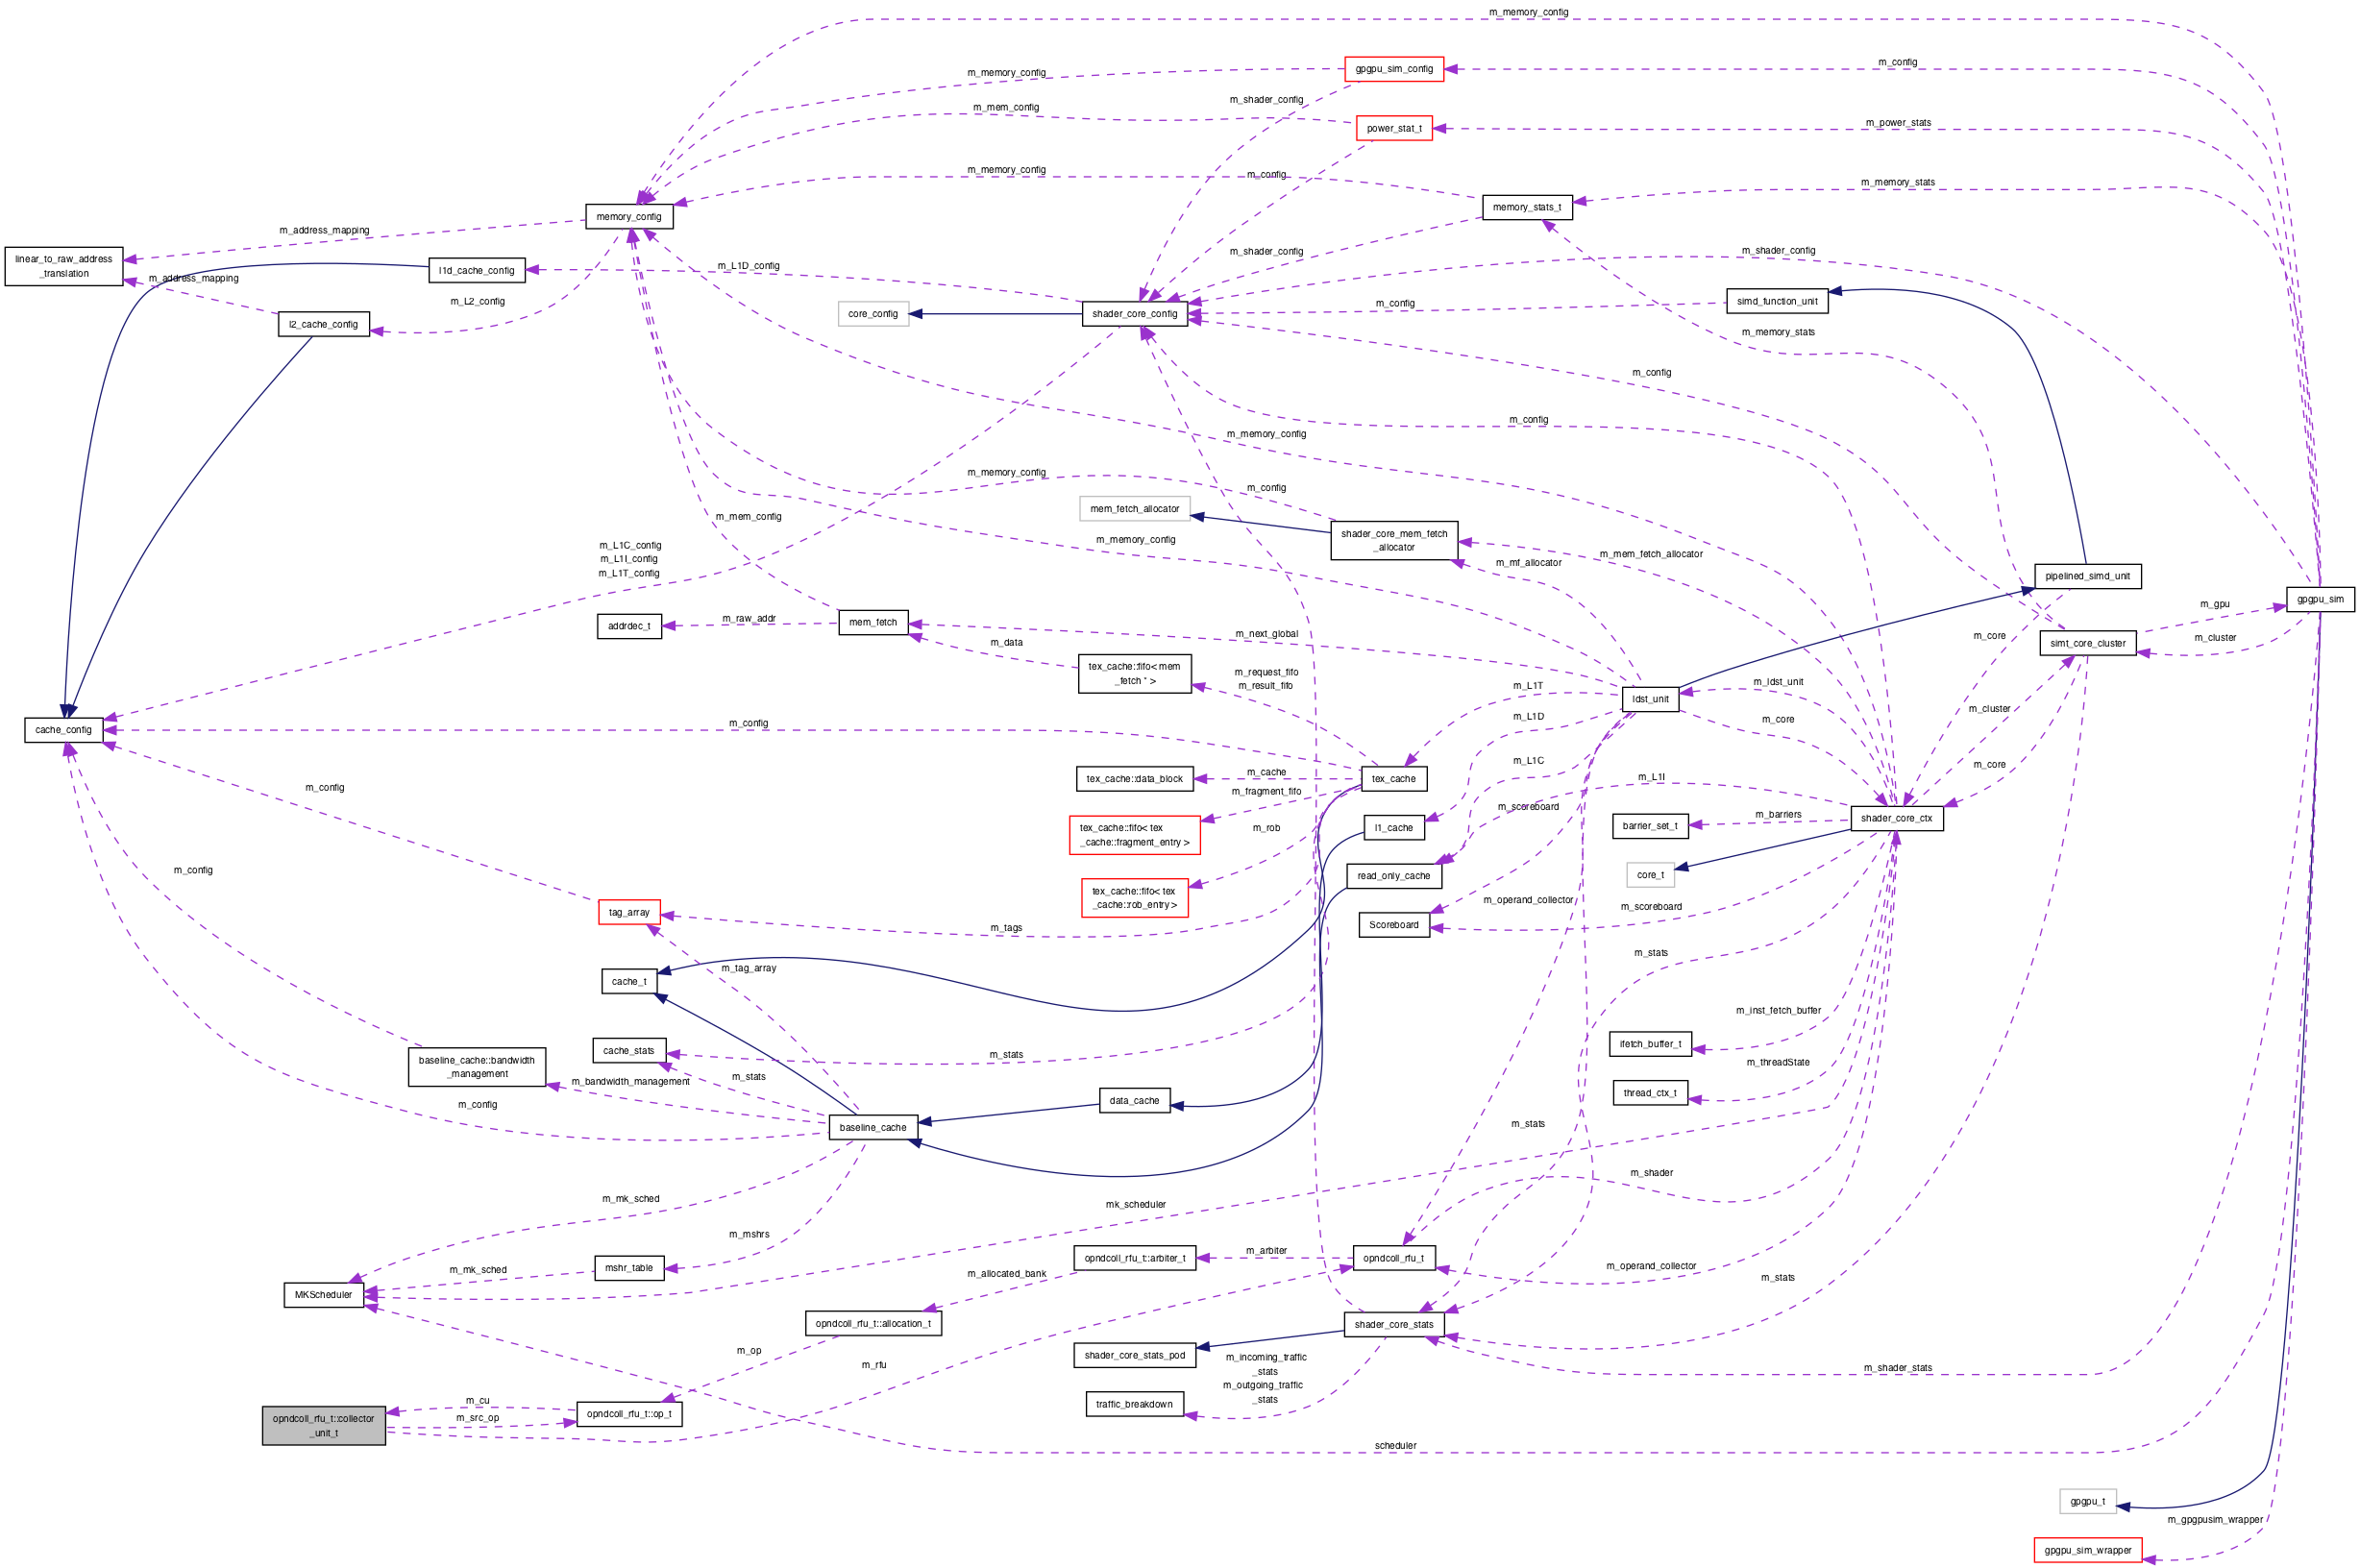 m_memory_config
gpgpu_sim_config
m_config
m_memory_config
m_shader_config
m_mem_config
power_stat_t
m_power_stats
m_config
m_memory_config
m_memory_stats
memory_stats_t
memory_config
m_address_mapping
m_shader_config
m_shader_config
linear_to_raw_address
_translation
m_address_mapping
l1d_cache_config
m_L1D_config
m_L2_config
core_config
shader_core_config
m_config
simd_function_unit
l2_cache_config
m_memory_stats
m_config
m_config
m_memory_config
m_memory_config
m_config
mem_fetch_allocator
m_mem_config
shader_core_mem_fetch
_allocator
m_memory_config
m_mem_fetch_allocator
m_mf_allocator
m_L1C_config
m_L1I_config
m_L1T_config
pipelined_simd_unit
gpgpu_sim
m_gpu
addrdec_t
m_raw_addr
mem_fetch
m_next_global
m_core
simt_core_cluster
m_cluster
m_data
tex_cache::fifo< mem
_fetch * >
m_request_fifo
m_result_fifo
m_L1T
ldst_unit
m_ldst_unit
m_cluster
cache_config
m_config
m_L1D
m_core
tex_cache::data_block
m_cache
tex_cache
m_L1C
m_core
m_config
m_fragment_fifo
m_L1I
m_scoreboard
m_barriers
shader_core_ctx
tex_cache::fifo< tex
_cache::fragment_entry >
m_rob
l1_cache
barrier_set_t
m_config
read_only_cache
core_t
tex_cache::fifo< tex
_cache::rob_entry >
m_operand_collector
m_scoreboard
tag_array
Scoreboard
m_tags
m_stats
m_tag_array
cache_t
m_inst_fetch_buffer
ifetch_buffer_t
cache_stats
m_stats
baseline_cache::bandwidth
_management
m_bandwidth_management
m_stats
m_threadState
thread_ctx_t
m_config
data_cache
baseline_cache
m_stats
m_shader
m_mk_sched
mk_scheduler
m_mshrs
opndcoll_rfu_t::arbiter_t
m_arbiter
opndcoll_rfu_t
m_operand_collector
m_mk_sched
mshr_table
m_allocated_bank
m_stats
MKScheduler
opndcoll_rfu_t::allocation_t
shader_core_stats
m_op
m_rfu
shader_core_stats_pod
m_incoming_traffic
_stats
m_outgoing_traffic
_stats
m_shader_stats
m_cu
m_src_op
opndcoll_rfu_t::op_t
traffic_breakdown
opndcoll_rfu_t::collector
_unit_t
scheduler
gpgpu_t
m_gpgpusim_wrapper
gpgpu_sim_wrapper